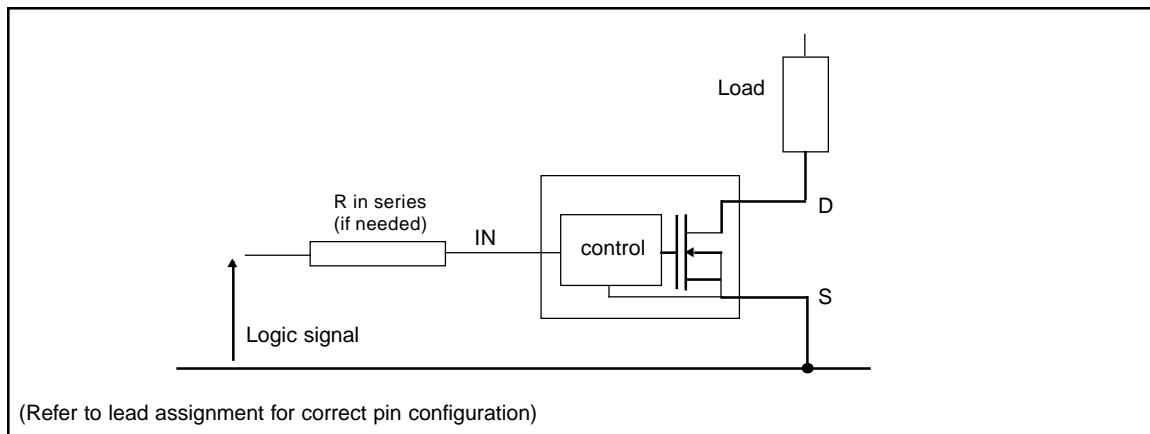 Load
R in series
(if needed)
IN
D
control
S
Logic signal
(Refer to lead assignment for correct pin configuration)